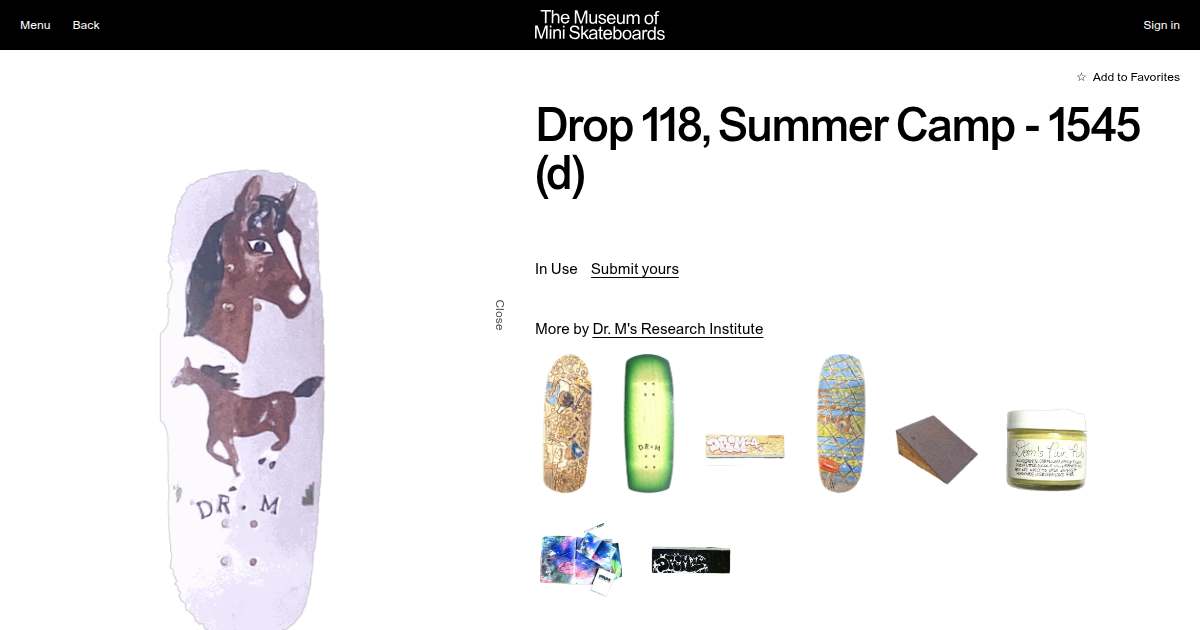 Menu
Back
The Museum of
Mini Skateboards
Sign in
☆ Add to Favorites
Drop 118, Summer Camp - 1545
(d)
In Use Submit yours
Close
More by Dr. M's Research Institute
DR. M
DR. M